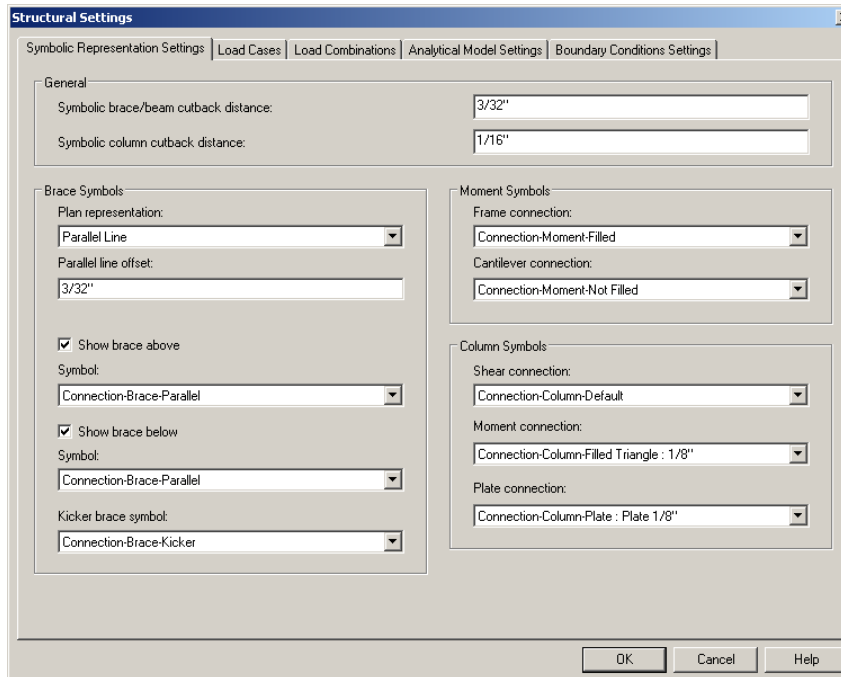 Structural Settings
Symbolic Representation Settings
Load Cases
Load Combinations
Analytical Model Settings
Boundary Conditions Settings
General
Symbolic brace/beam cutback distance:
3/32"
Symbolic column cutback distance:
1/16"
Brace Symbols
Plan representation:
Parallel Line
Parallel line offset:
3/32"
Show brace above
Symbol:
Connection-Brace-Parallel
Show brace below
Symbol:
Connection-Brace-Parallel
Kicker brace symbol:
Connection-Brace-Kicker
Moment Symbols
Frame connection:
Connection-Moment-Filled
Cantilever connection:
Connection-Moment-Not Filled
Column Symbols
Shear connection:
Connection-Column-Default
Moment connection:
Connection-Column-Filled Triangle : 1/8"
Plate connection:
Connection-Column-Plate : Plate 1/8"
OK
Cancel
Help